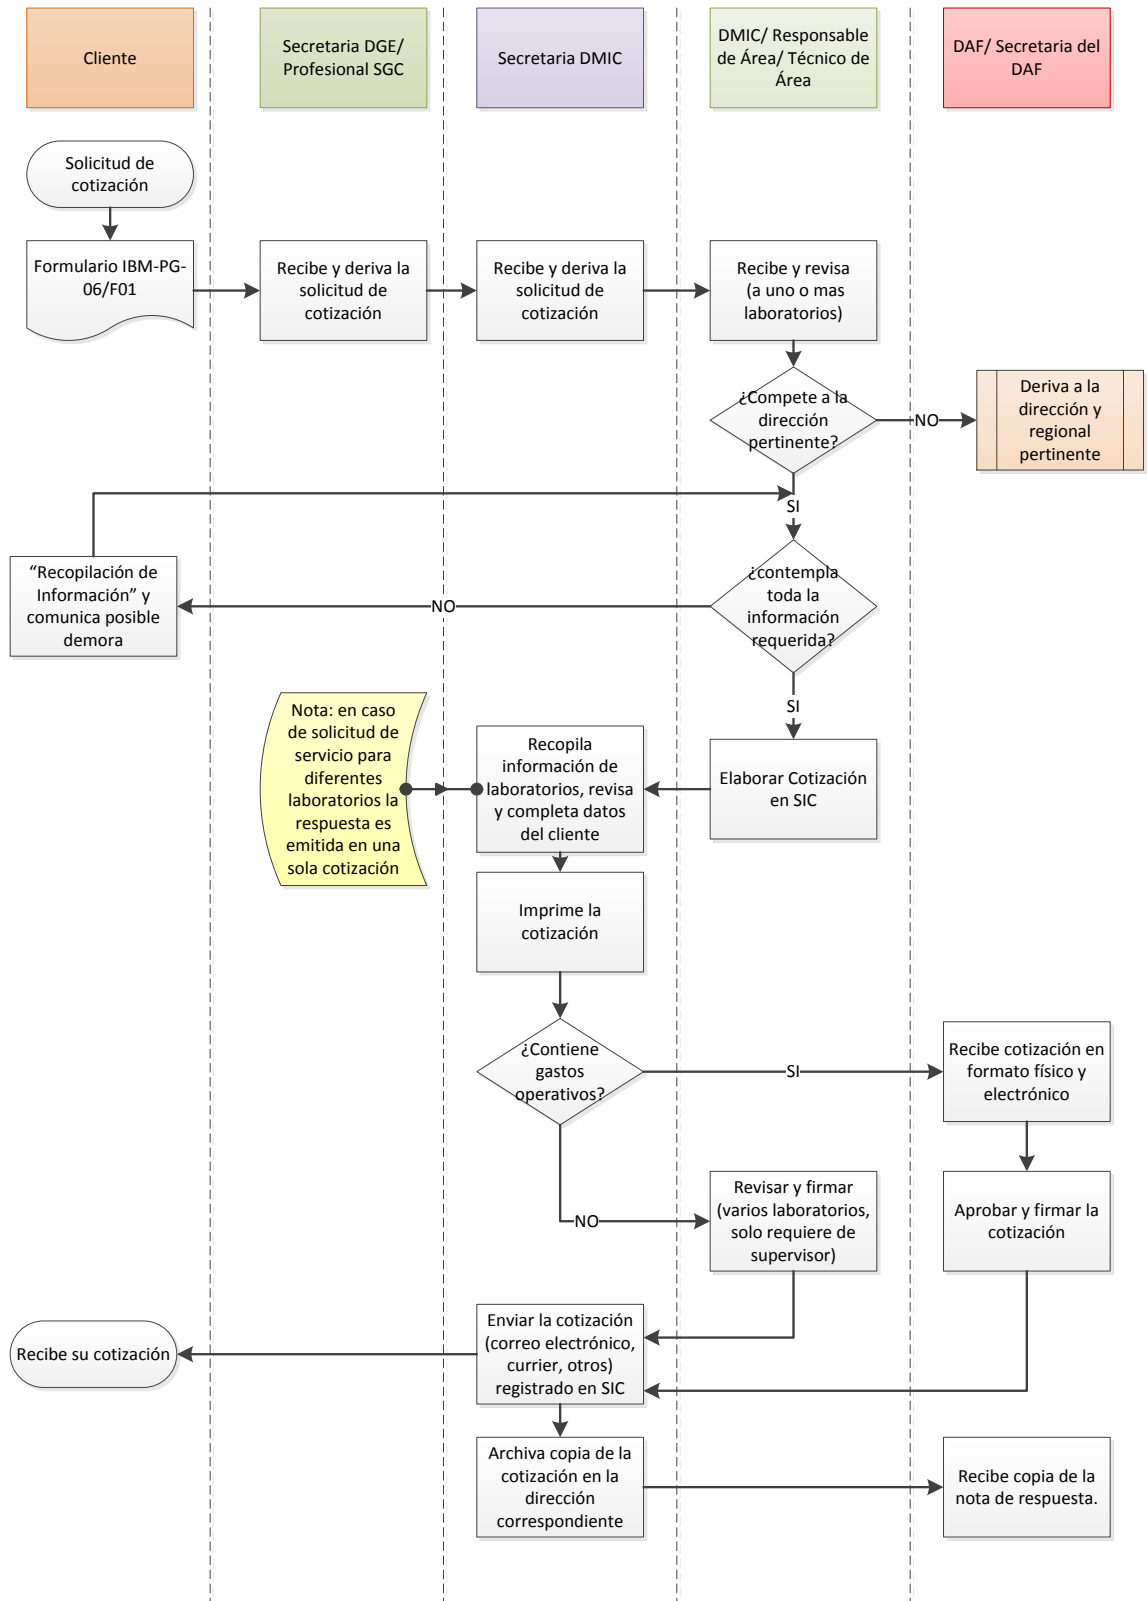 Cliente
Secretaria DGE/
Profesional SGC
Secretaria DMIC
DMIC/ Responsable
de Área/ Técnico de
Área
DAF/ Secretaria del
DAF
Solicitud de
cotización
Formulario IBM-PG-
06/F01
Recibe y deriva la
solicitud de
cotización
Recibe y deriva la
solicitud de
cotización
Recibe y revisa
(a uno o mas
laboratorios)
¿Compete a la
dirección
pertinente?
NO
Deriva a la
dirección y
regional
pertinente
SI
“Recopilación de
Información” y
comunica posible
demora
NO
¿contempla
toda la
información
requerida?
SI
Nota: en caso
de solicitud de
servicio para
diferentes
laboratorios la
respuesta es
emitida en una
sola cotización
Recopila
información de
laboratorios, revisa
y completa datos
del cliente
Elaborar Cotización
en SIC
Imprime la
cotización
¿Contiene
gastos
operativos?
SI
Recibe cotización en
formato físico y
electrónico
NO
Revisar y firmar
(varios laboratorios,
solo requiere de
supervisor)
Aprobar y firmar la
cotización
Recibe su cotización
Enviar la cotización
(correo electrónico,
currier, otros)
registrado en SIC
Archiva copia de la
cotización en la
dirección
correspondiente
Recibe copia de la
nota de respuesta.